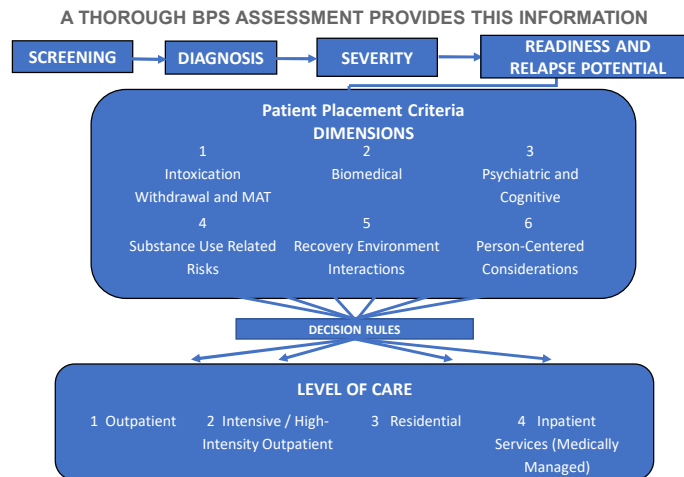 A THOROUGH BPS ASSESSMENT PROVIDES THIS INFORMATION
SCREENING
DIAGNOSIS
SEVERITY
READINESS AND
RELAPSE POTENTIAL
Patient Placement Criteria
DIMENSIONS
1
Intoxication
Withdrawal and MAT
2
Biomedical
3
Psychiatric and
Cognitive
4
Substance Use Related
Risks
5
Recovery Environment
Interactions
6
Person-Centered
Considerations
DECISION RULES
LEVEL OF CARE
1 Outpatient
2 Intensive / High-
Intensity Outpatient
3 Residential
4 Inpatient
Services (Medically
Managed)